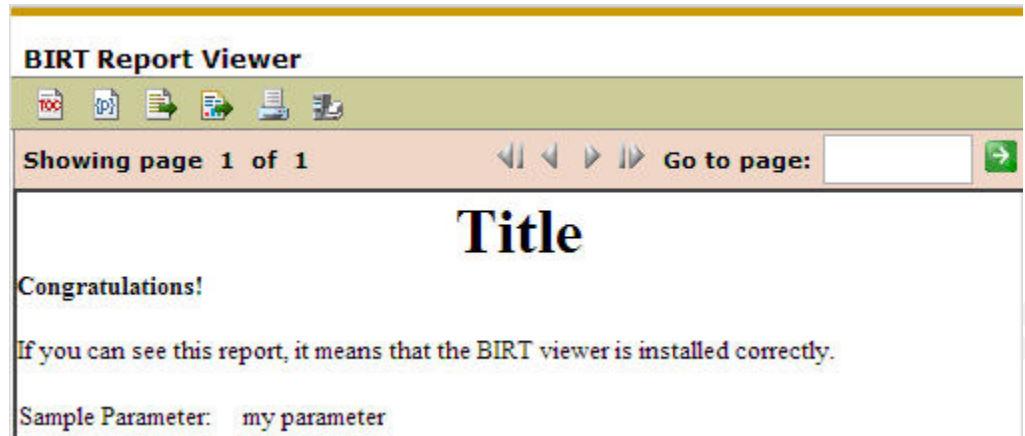 BIRT Report Viewer
TOC {p}
Showing page 1 of 1 Go to page:
Title
Congratulations!
If you can see this report, it means that the BIRT viewer is installed correctly.
Sample Parameter: my parameter